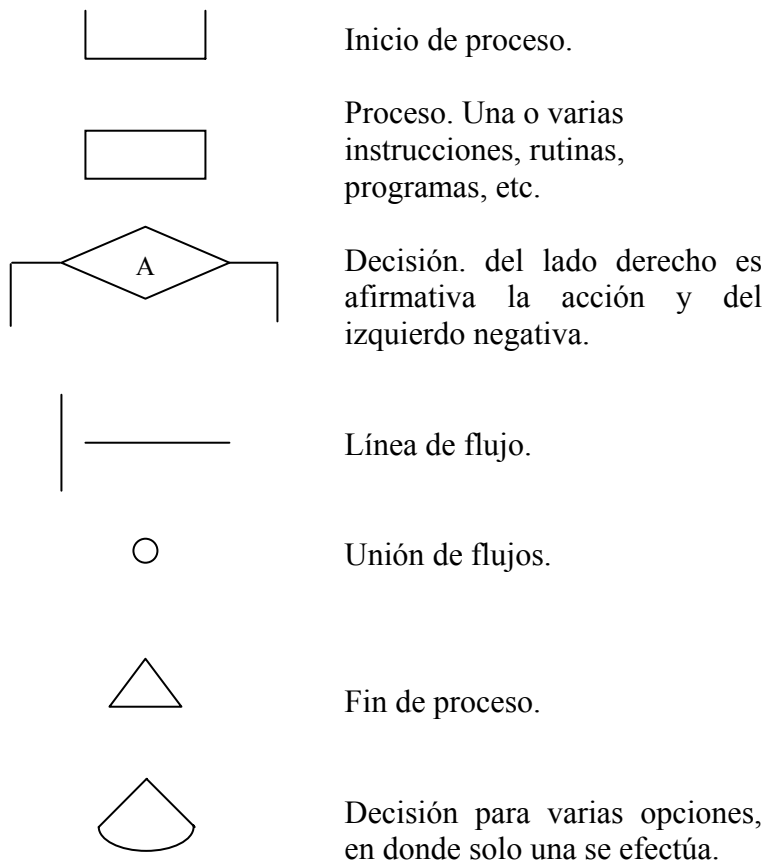 Inicio de proceso.
Proceso. Una o varias
instrucciones, rutinas,
programas, etc.
A
Decisión. del lado derecho es
afirmativa la acción y del
izquierdo negativa.
Línea de flujo.
Unión de flujos.
Fin de proceso.
Decisión para varias opciones,
en donde solo una se efectúa.